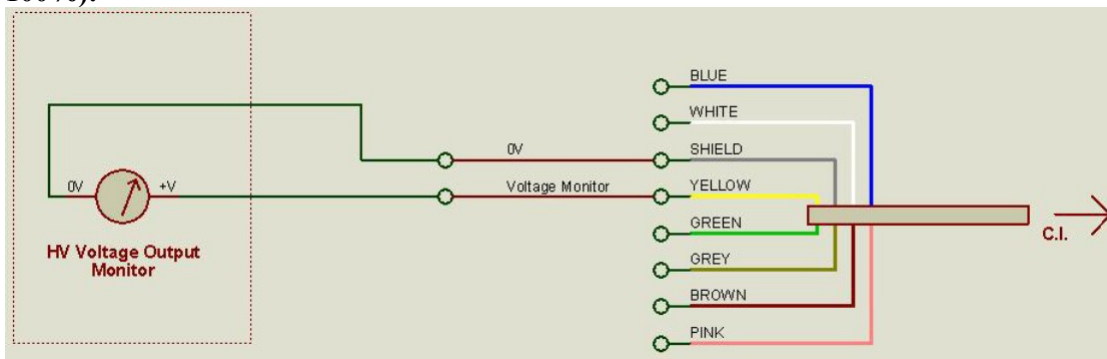 BLUE
WHITE
0V
SHIELD
0V
+V
Voltage Monitor
YELLOW
GREEN
C.I.
HV Voltage Output
Monitor
GREY
BROWN
PINK